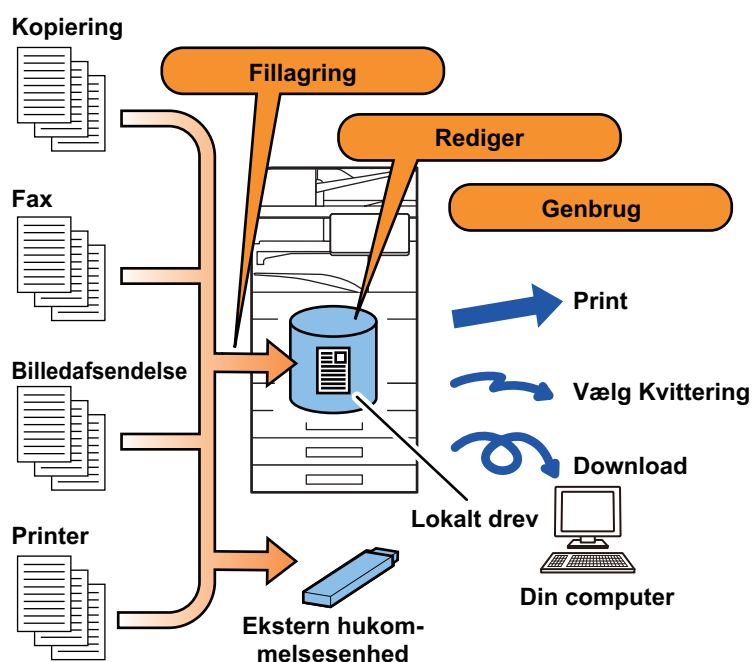 Kopiering
Fillagring
Rediger
Fax
Genbrug
Print
Billedafsendelse
Vælg Kvittering
Download
Lokalt drev
Printer
Din computer
Ekstern hukom-
melsesenhed